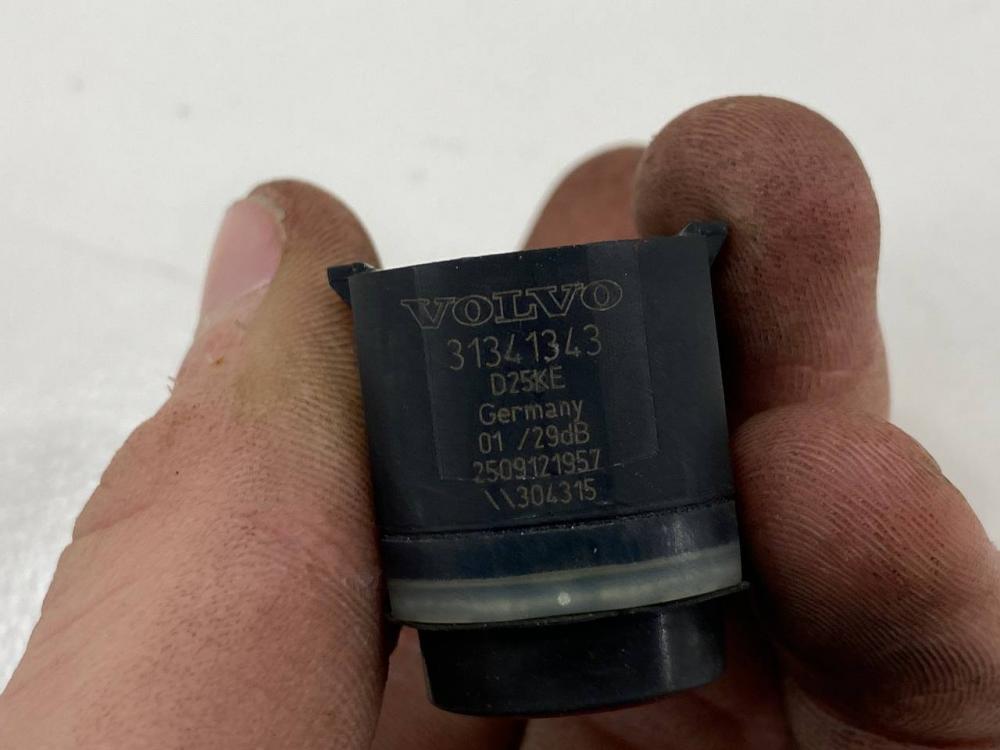 VOLVO
31341343
D25KE
Germany
01 /29dB
2509121957
\\304315